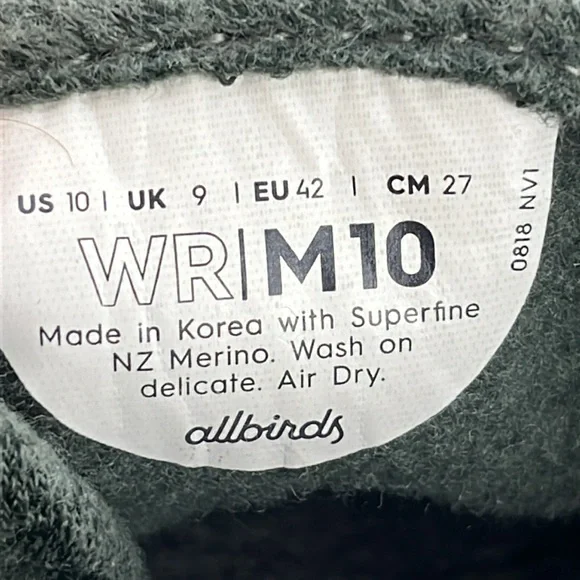 US 10 | UK 9 | EU 42 | CM 27
WR|M10
Made in Korea with Superfine
NZ Merino. Wash on
delicate. Air Dry.
allbirds
0818 NV1